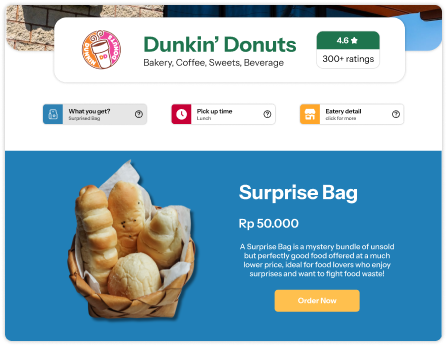 Dunkin' Donuts
Bakery, Coffee, Sweets, Beverage
4.6
300+ ratings
What you get?
Surprised Bag
Pick up time
Lunch
Eatery detail
click for more
Surprise Bag
Rp 50.000
A Surprise Bag is a mystery bundle of unsold
but perfectly good food offered at a much
lower price, ideal for food lovers who enjoy
surprises and want to fight food waste!
Order Now